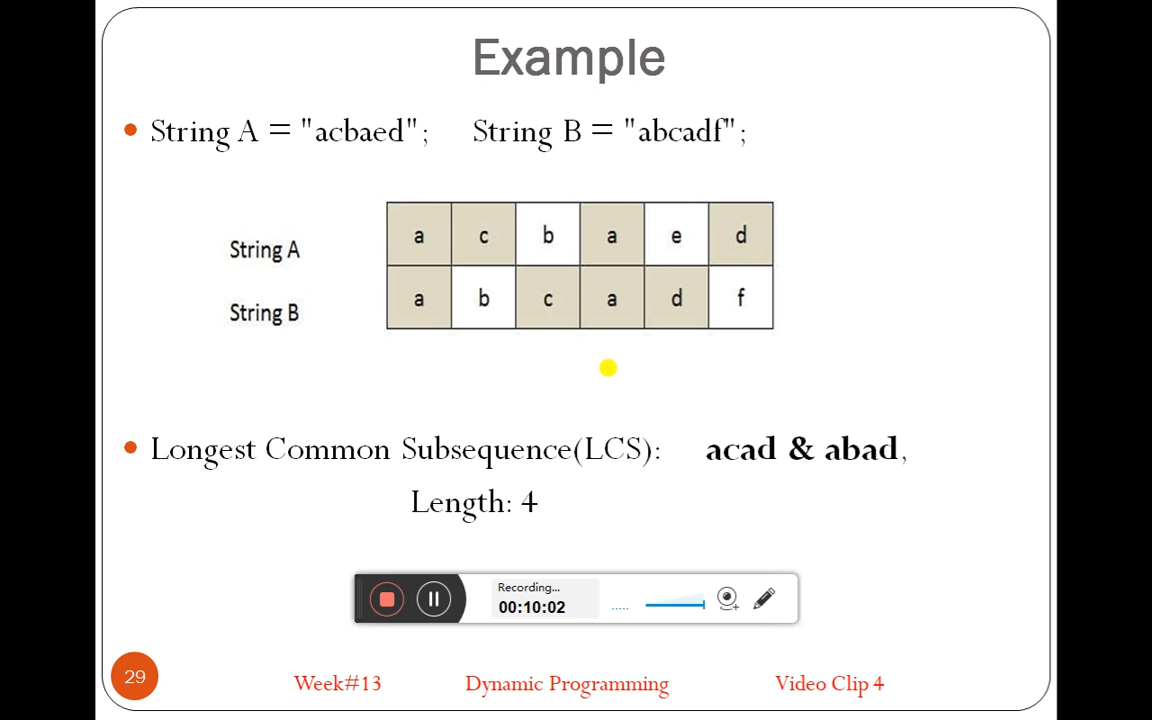 Example
• String A = "acbaed"; String B = "abcadf";
String A a c b a e d
String B a b c a d f
• Longest Common Subsequence(LCS): acad & abad,
Length: 4
Recording...
00:10:02
29 Week#13 Dynamic Programming Video Clip 4